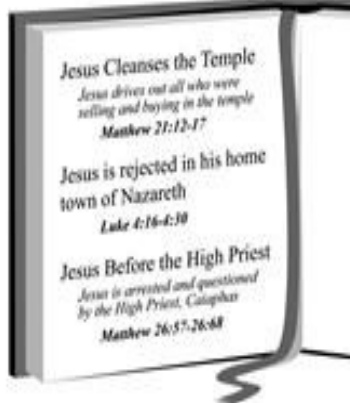 Jesus Cleanses the Temple
Jesus drives out all who were
selling and buying in the temple
Matthew 21:12-17
Jesus is rejected in his home
town of Nazareth
Luke 4:16-4:30
Jesus Before the High Priest
Jesus is arrested and questioned
by the High Priest, Caiaphas
Matthew 26:57-26:68